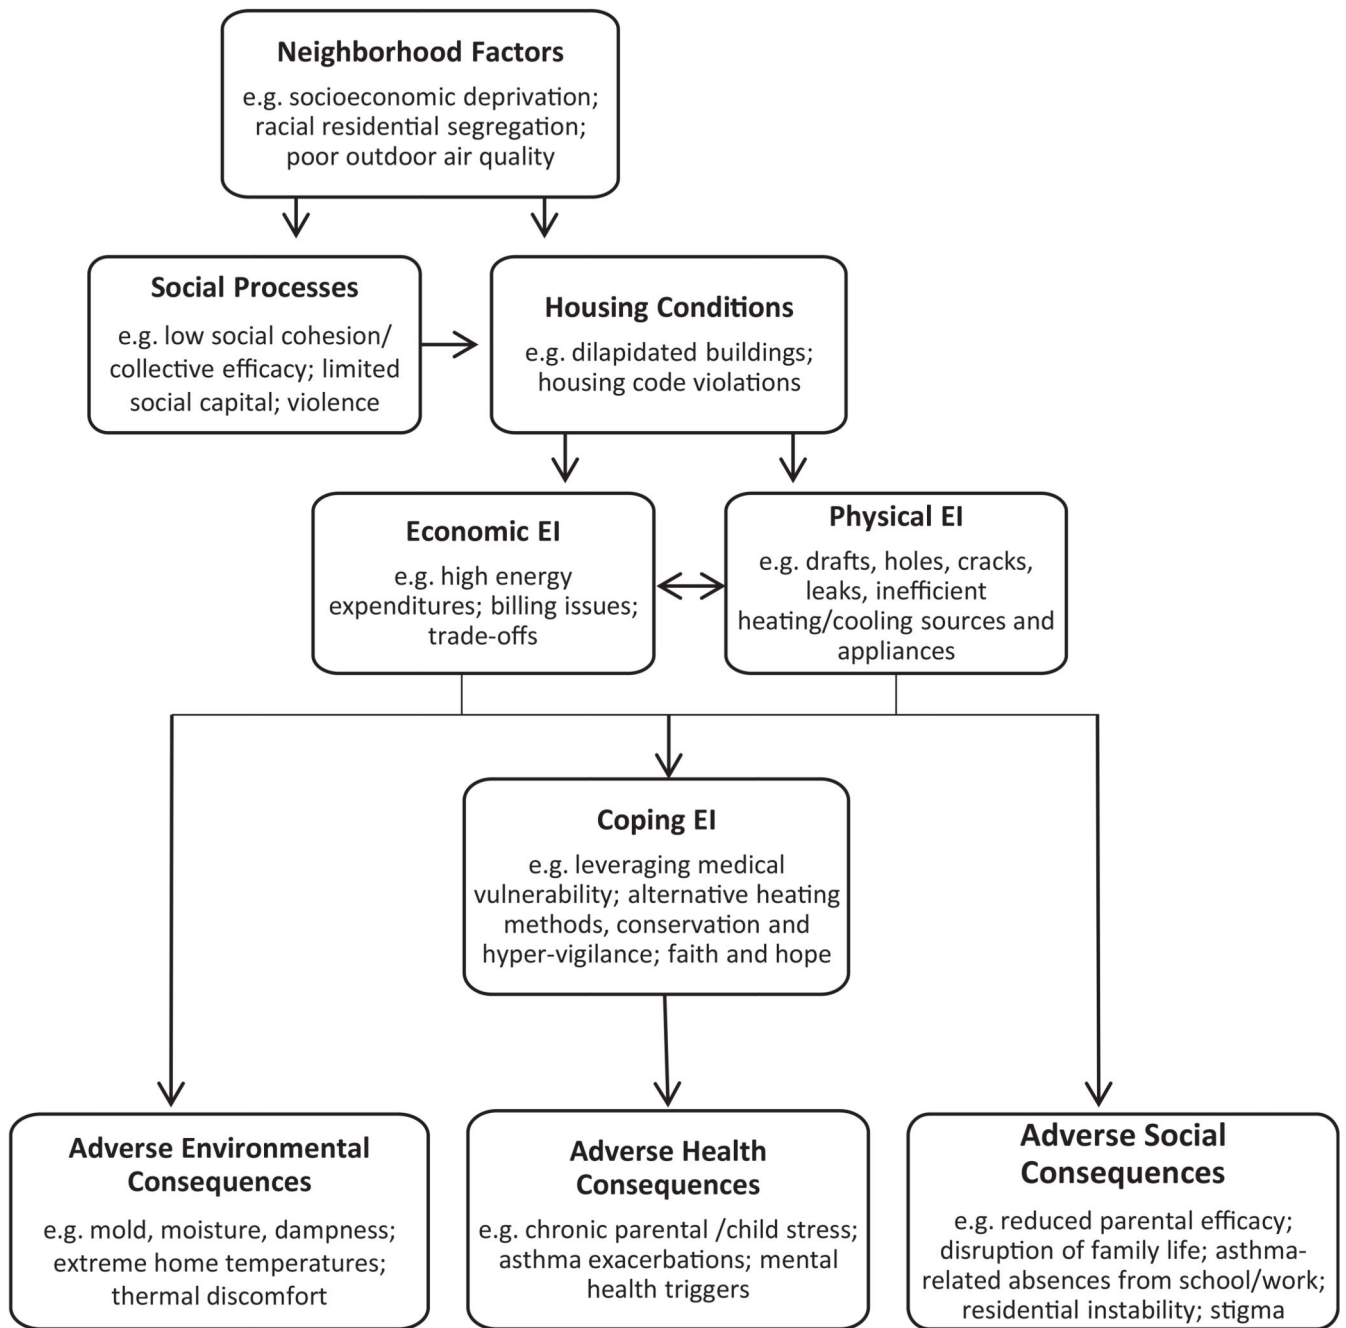 Neighborhood Factors
e.g. socioeconomic deprivation;
racial residential segregation;
poor outdoor air quality
Social Processes
e.g. low social cohesion/
collective efficacy; limited
social capital; violence
Housing Conditions
e.g. dilapidated buildings;
housing code violations
Economic EI
e.g. high energy
expenditures; billing issues;
trade-offs
Physical EI
e.g. drafts, holes, cracks,
leaks, inefficient
heating/cooling sources and
appliances
Coping EI
e.g. leveraging medical
vulnerability; alternative heating
methods, conservation and
hyper-vigilance; faith and hope
Adverse Environmental
Consequences
e.g. mold, moisture, dampness;
extreme home temperatures;
thermal discomfort
Adverse Health
Consequences
e.g. chronic parental /child stress;
asthma exacerbations; mental
health triggers
Adverse Social
Consequences
e.g. reduced parental efficacy;
disruption of family life; asthma-
related absences from school/work;
residential instability; stigma